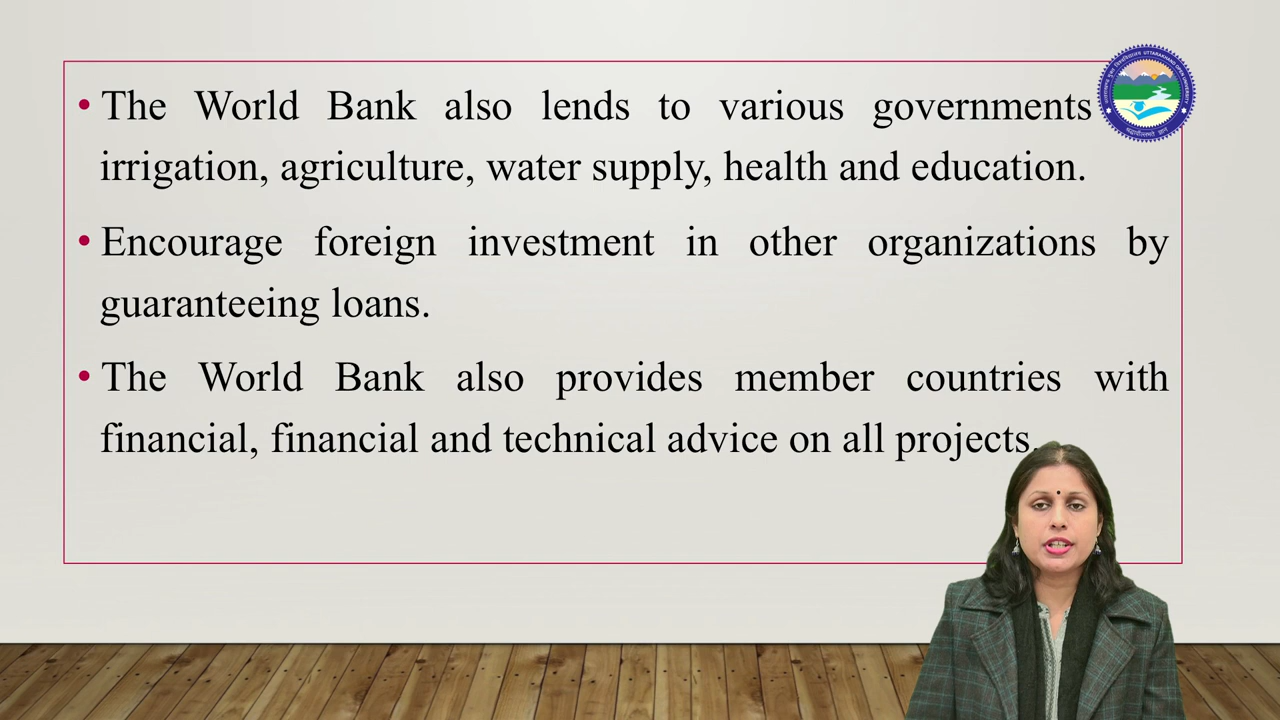 • The World Bank also lends to various governments
irrigation, agriculture, water supply, health and education.
• Encourage foreign investment in other organizations by
guaranteeing loans.
• The World Bank also provides member countries with
financial, financial and technical advice on all projects.